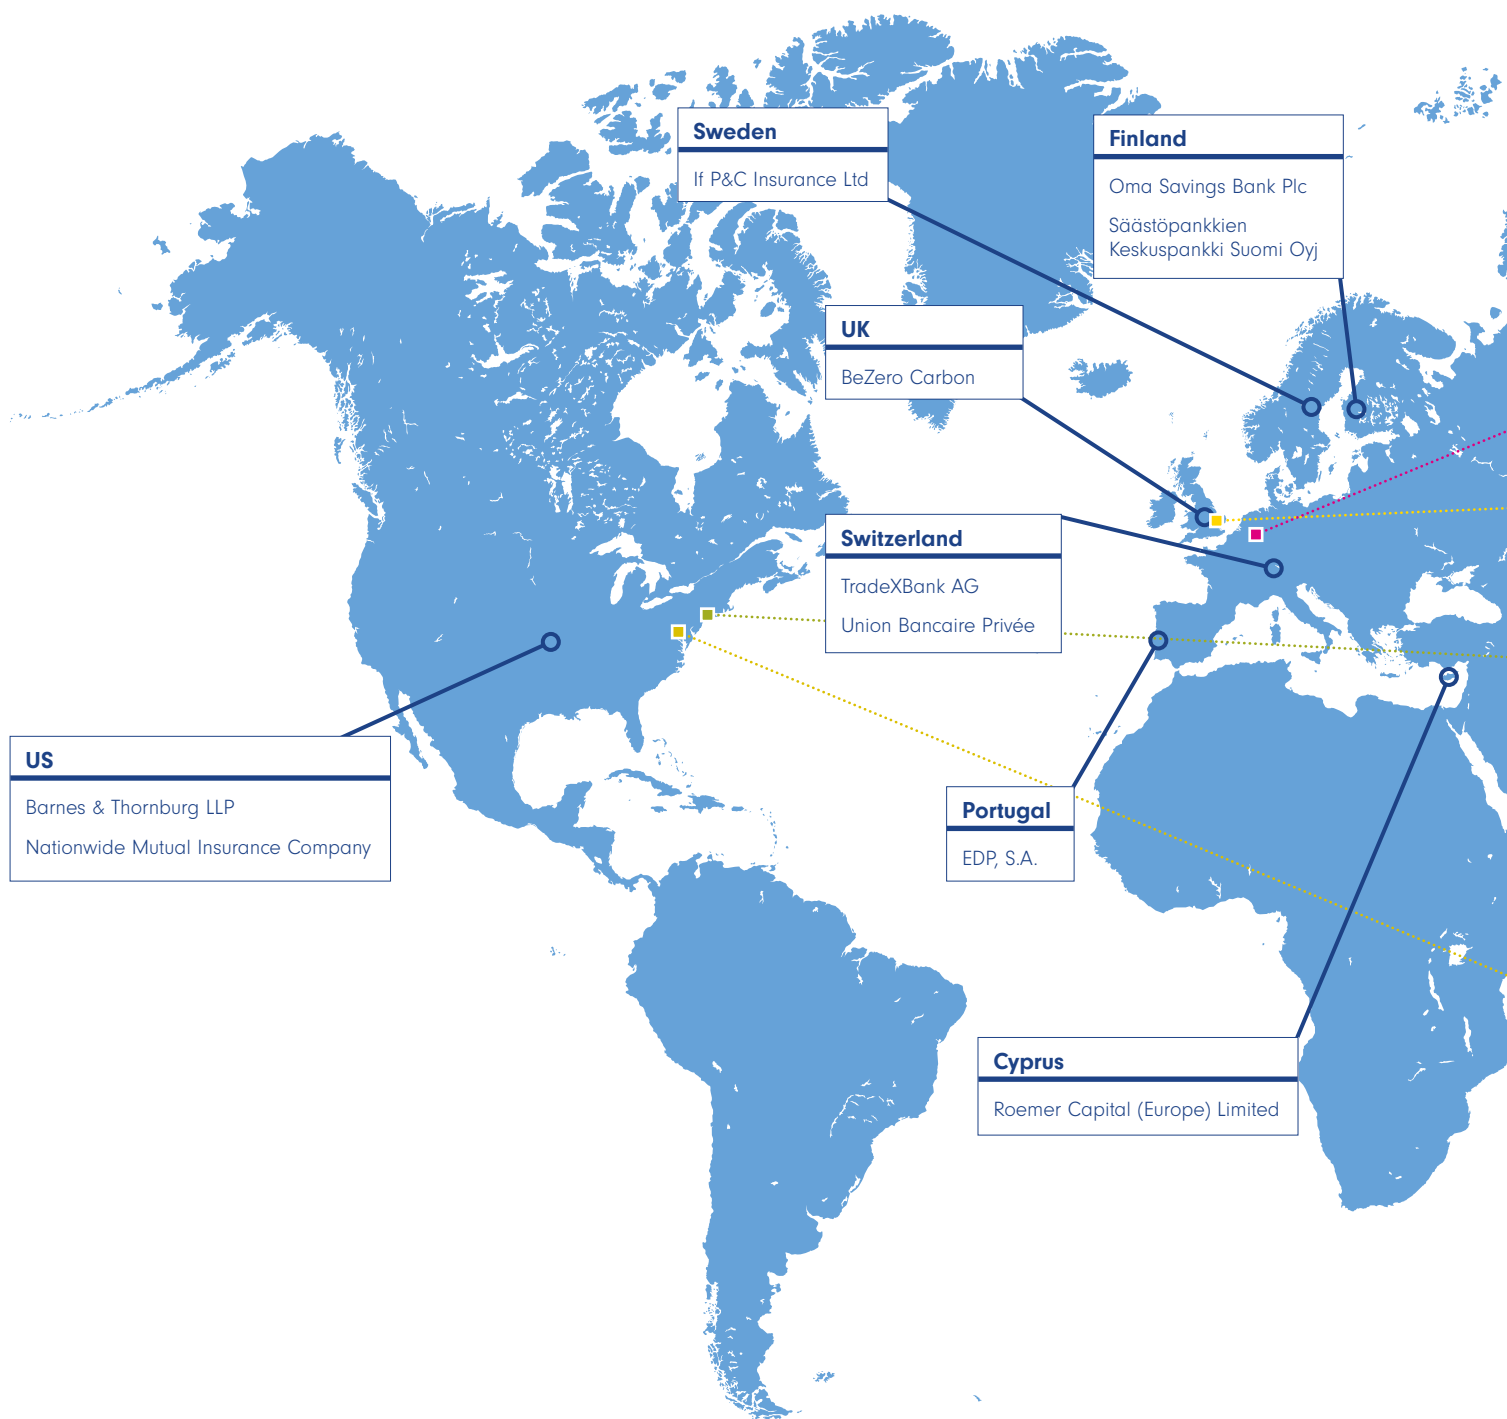 Sweden
If P&C Insurance Ltd
Finland
Oma Savings Bank Plc
Säästöpankkien
Keskuspankki Suomi Oyj
UK
BeZero Carbon
Switzerland
TradeXBank AG
Union Bancaire Privée
US
Barnes & Thornburg LLP
Nationwide Mutual Insurance Company
Portugal
EDP, S.A.
Cyprus
Roemer Capital (Europe) Limited